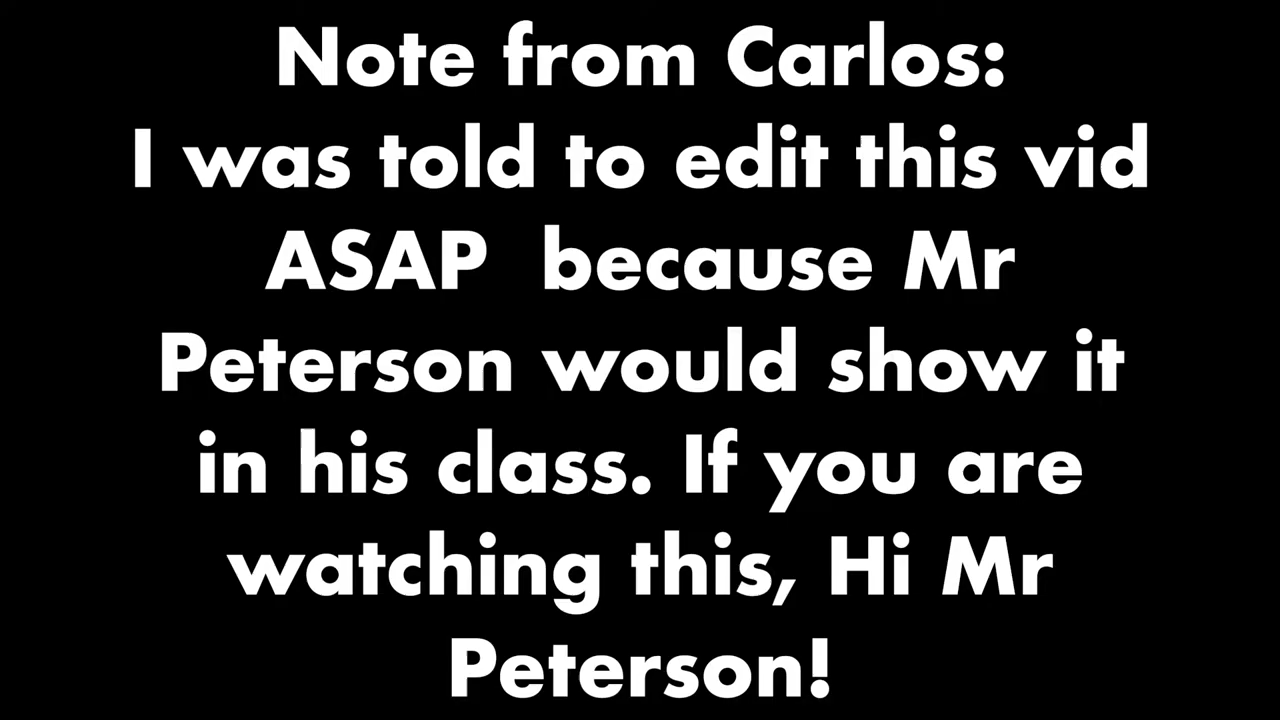 Note from Carlos:
I was told to edit this vid
ASAP  because Mr
Peterson would show it
in his class. If you are
watching this, Hi Mr
Peterson!